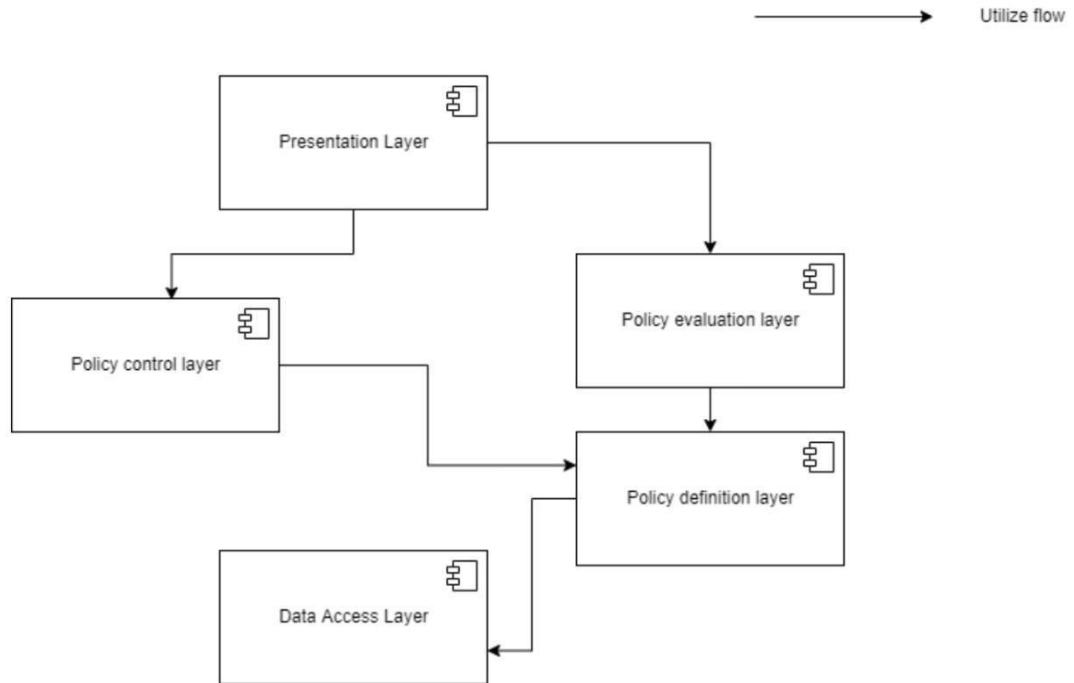 Utilize flow
Presentation Layer
Policy evaluation layer
Policy control layer
Policy definition layer
Data Access Layer